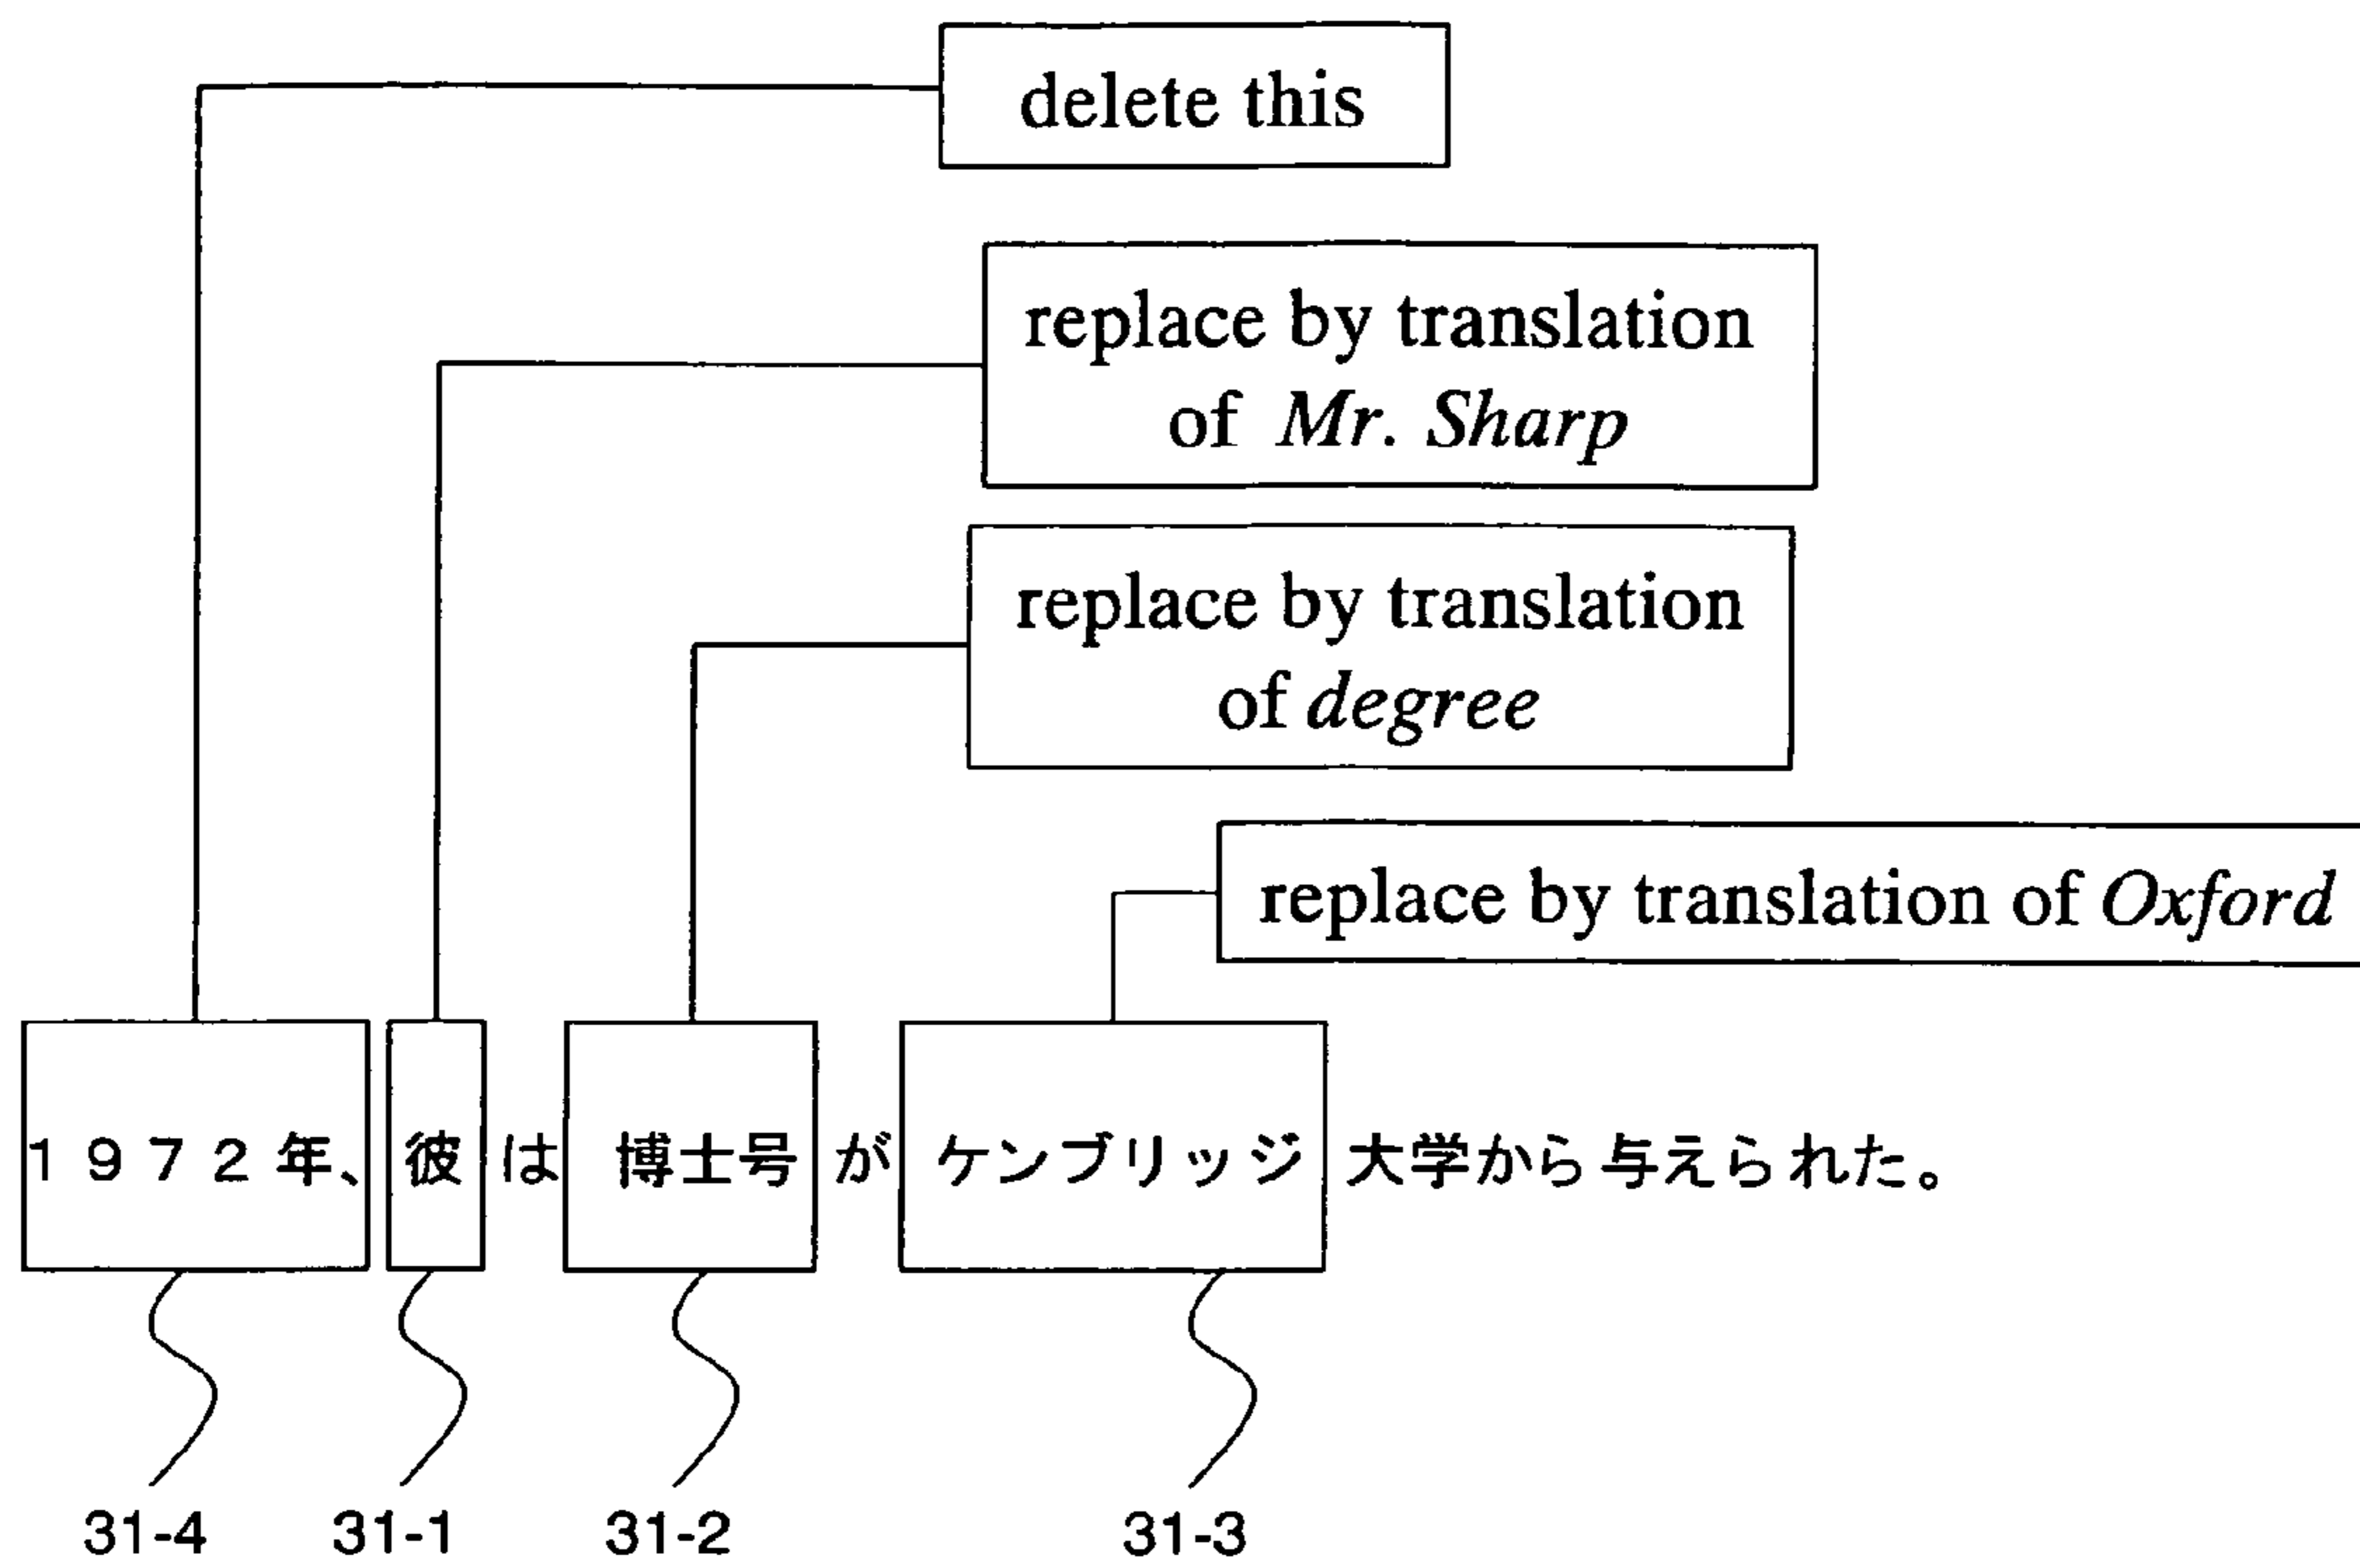 delete this
replace by translation
of Mr. Sharp
replace by translation
of degree
replace by translation of Oxford
1972年、彼は博士号がケンブリッジ大学から与えられた。
31-4 31-1 31-2 31-3